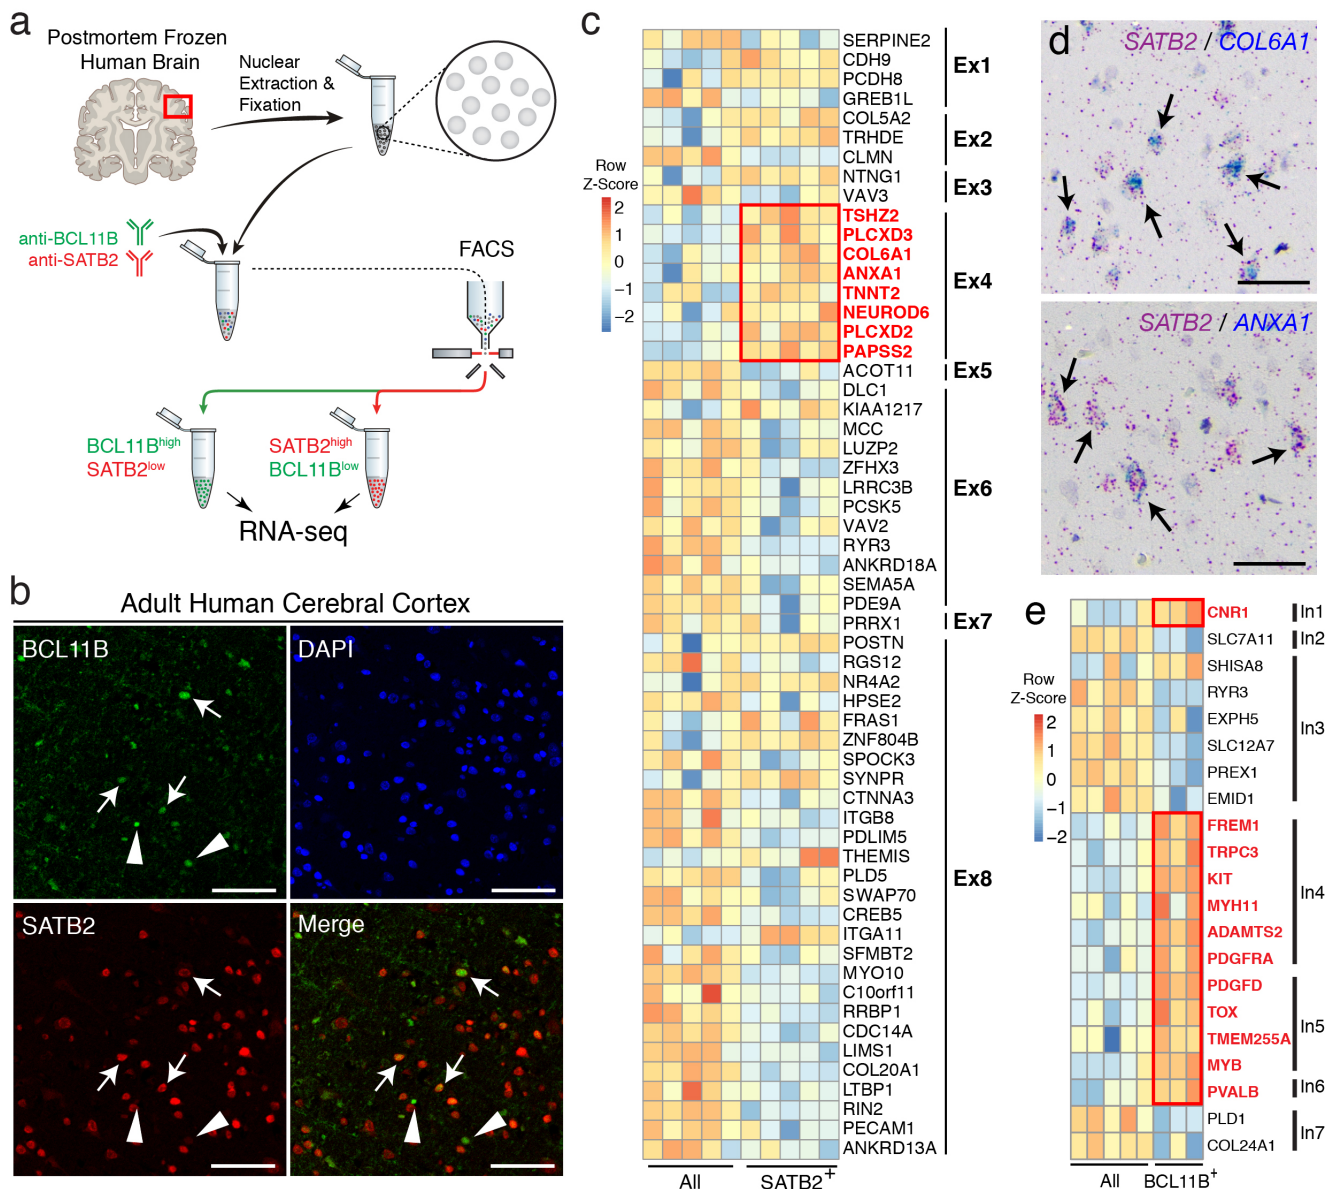 a
Postmortem Frozen
Human Brain
Nuclear
Extraction &
Fixation
anti-BCL11B
anti-SATB2
FACS
BCL11Bhigh
SATB2low
SATB2high
BCL11Blow
RNA-seq
b
Adult Human Cerebral Cortex
BCL11B
DAPI
SATB2
Merge
c
Row
Z-Score
2
1
0
−1
−2
SERPINE2
CDH9
PCDH8
GREB1L
COL5A2
TRHDE
CLMN
NTNG1
VAV3
TSHZ2
PLCXD3
COL6A1
ANXA1
TNNT2
NEUROD6
PLCXD2
PAPSS2
ACOT11
DLC1
KIAA1217
MCC
LUZP2
ZFHX3
LRRC3B
PCSK5
VAV2
RYR3
ANKRD18A
SEMA5A
PDE9A
PRRX1
POSTN
RGS12
NR4A2
HPSE2
FRAS1
ZNF804B
SPOCK3
SYNPR
CTNNA3
ITGB8
PDLIM5
THEMIS
PLD5
SWAP70
CREB5
ITGA11
SFMBT2
MYO10
C10orf11
RRBP1
CDC14A
LIMS1
COL20A1
LTBP1
RIN2
PECAM1
ANKRD13A
Ex1
Ex2
Ex3
Ex4
Ex5
Ex6
Ex7
Ex8
All
SATB2+
d
SATB2 / COL6A1
SATB2 / ANXA1
e
Row
Z-Score
2
1
0
−1
−2
CNR1
SLC7A11
SHISA8
RYR3
EXPH5
SLC12A7
PREX1
EMID1
FREM1
TRPC3
KIT
MYH11
ADAMTS2
PDGFRA
PDGFD
TOX
TMEM255A
MYB
PVALB
PLD1
COL24A1
In1
In2
In3
In4
In5
In6
In7
All
BCL11B+